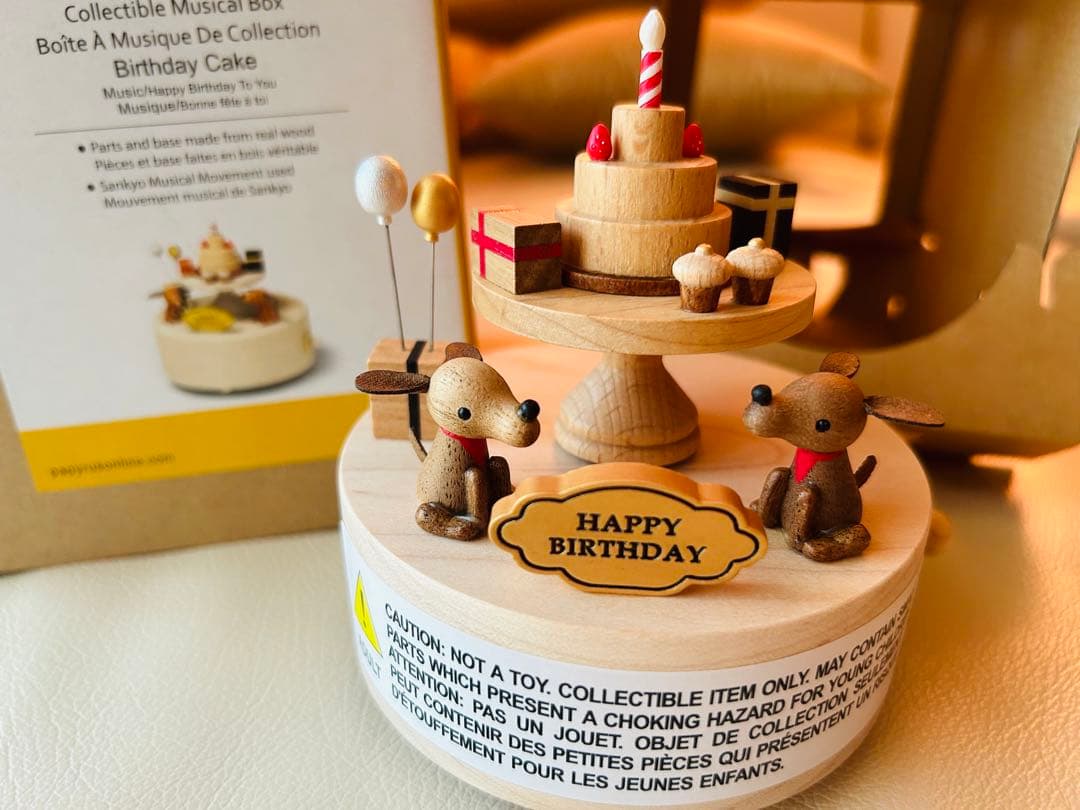 Collectible Musical Box
Boîte À Musique De Collection
Birthday Cake
Music/Happy Birthday To You
Musique/Bonne fête à toi
• Parts and base made from real wood
Pièces et base faites en bois véritable
• Sankyo Musical Movement used
Mouvement musical de Sankyo
papyrusonline.com
HAPPY
BIRTHDAY
ADULT
CAUTION: NOT A TOY. COLLECTIBLE ITEM ONLY. MAY CONTAIN
PARTS WHICH PRESENT A CHOKING HAZARD FOR YOUNG
ATTENTION: PAS UN JOUET. OBJET DE COLLECTION
PEUT CONTENIR DES PETITES PIÈCES QUI PRÉSENTENT UN
D'ÉTOUFFEMENT POUR LES JEUNES ENFANTS.